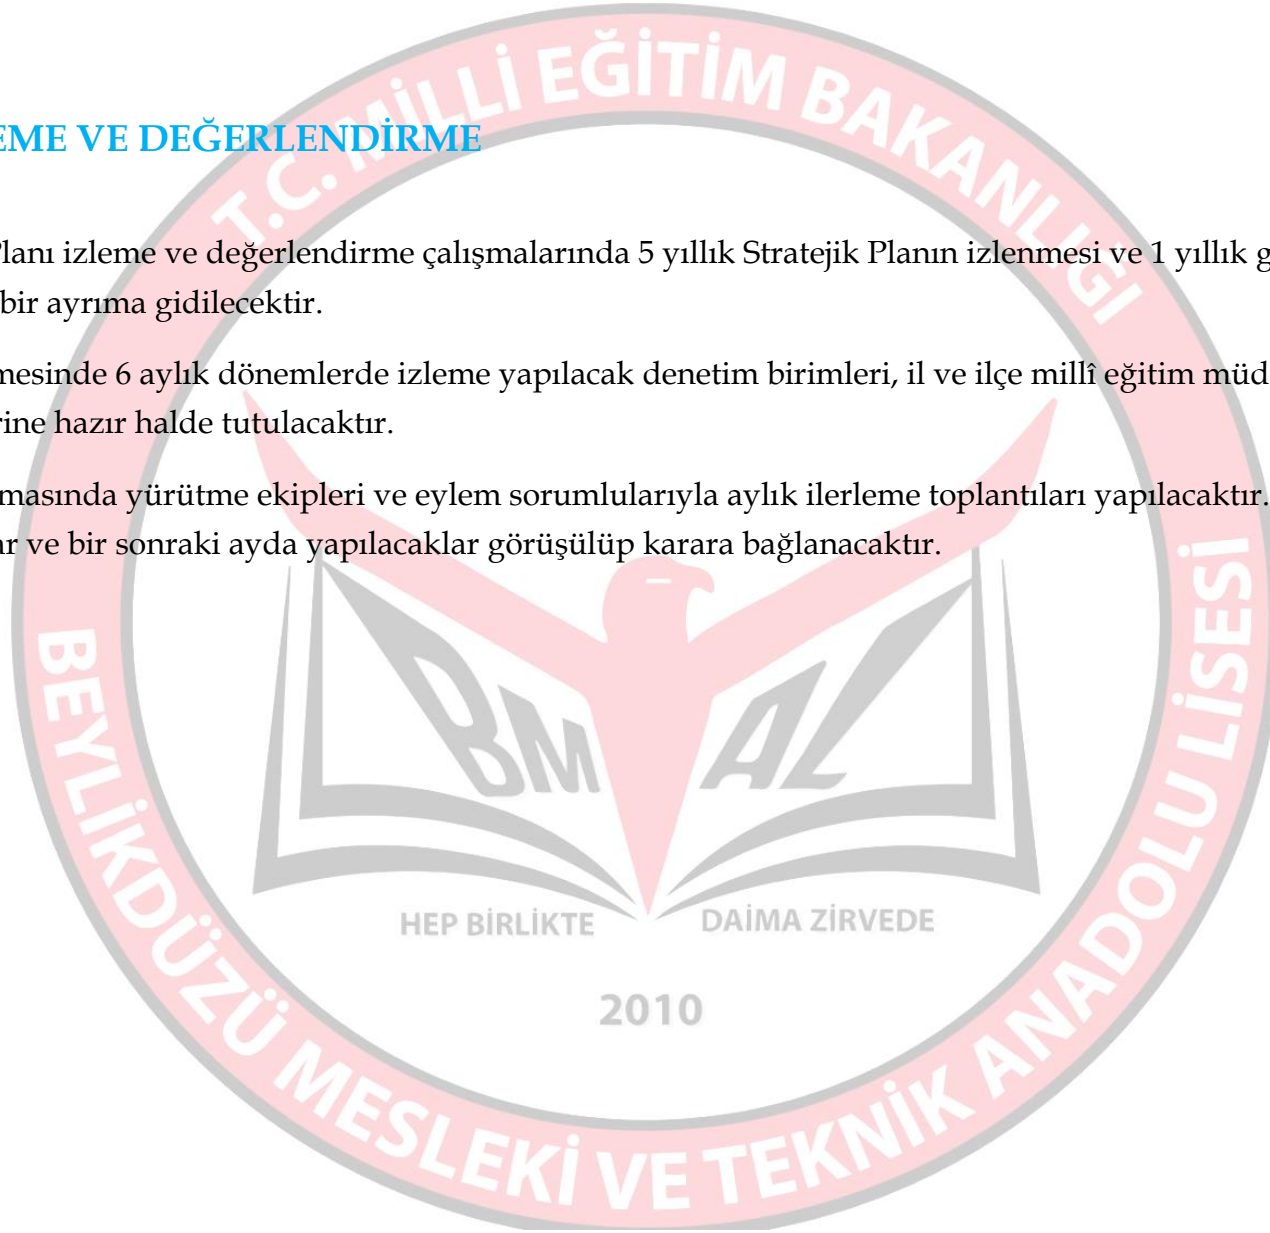 EME VE DEĞERLENDİRME
Planı izleme ve değerlendirme çalışmalarında 5 yıllık Stratejik Planın izlenmesi ve 1 yıllık g
bir ayrıma gidilecektir.
mesinde 6 aylık dönemlerde izleme yapılacak denetim birimleri, il ve ilçe millî eğitim müd
rine hazır halde tutulacaktır.
masında yürütme ekipleri ve eylem sorumlularıyla aylık ilerleme toplantıları yapılacaktır.
ar ve bir sonraki ayda yapılacaklar görüşülüp karara bağlanacaktır.
T.C. MİLLİ EĞİTİM BAKANLIĞI
BEYLİKDÜZÜ MESLEKİ VE TEKNİK ANADOLU LİSESİ
BM AL
HEP BİRLİKTE DAİMA ZİRVEDE
2010